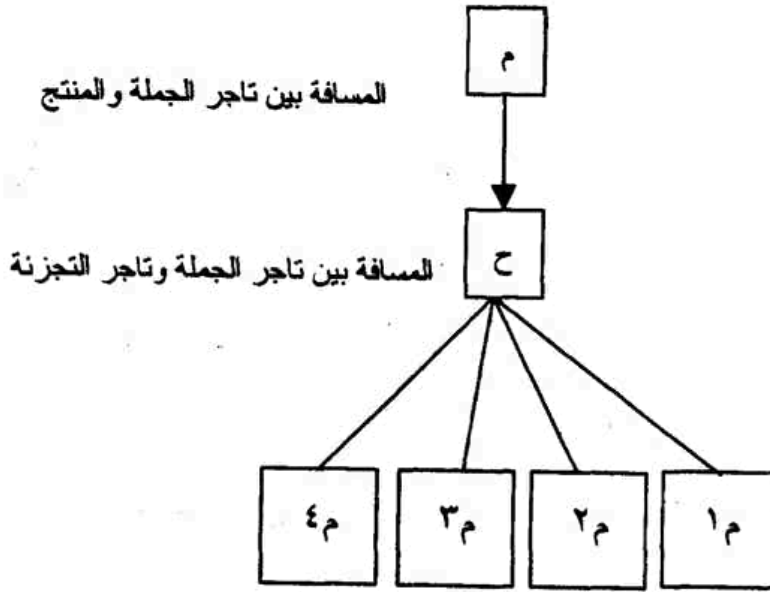 م
المسافة بين تاجر الجملة والمنتج
ح
المسافة بين تاجر الجملة وتاجر التجزئة
م١
م٢
م٣
م٤